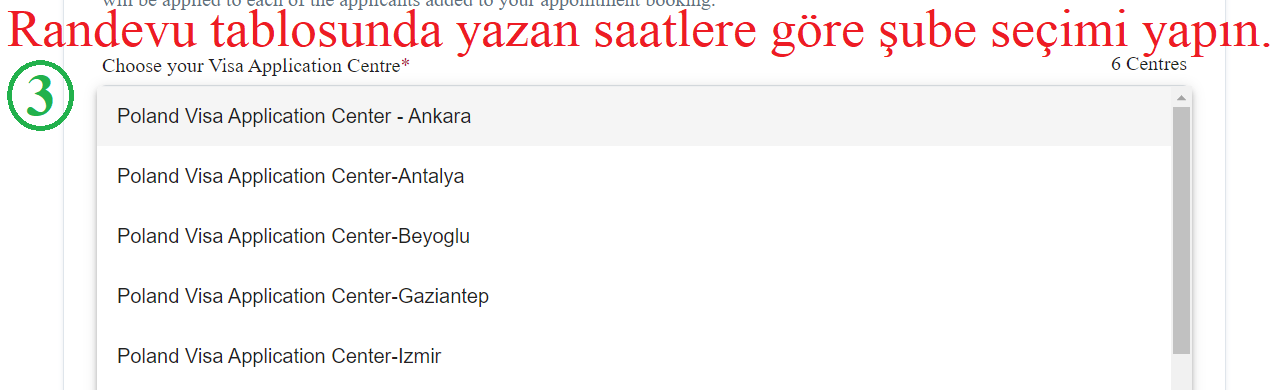 will be applied to each of the applicants added to your appointment booking.
Randevu tablosunda yazan saatlere göre şube seçimi yapın.
Choose your Visa Application Centre*
6 Centres
3
Poland Visa Application Center - Ankara
Poland Visa Application Center-Antalya
Poland Visa Application Center-Beyoglu
Poland Visa Application Center-Gaziantep
Poland Visa Application Center-Izmir